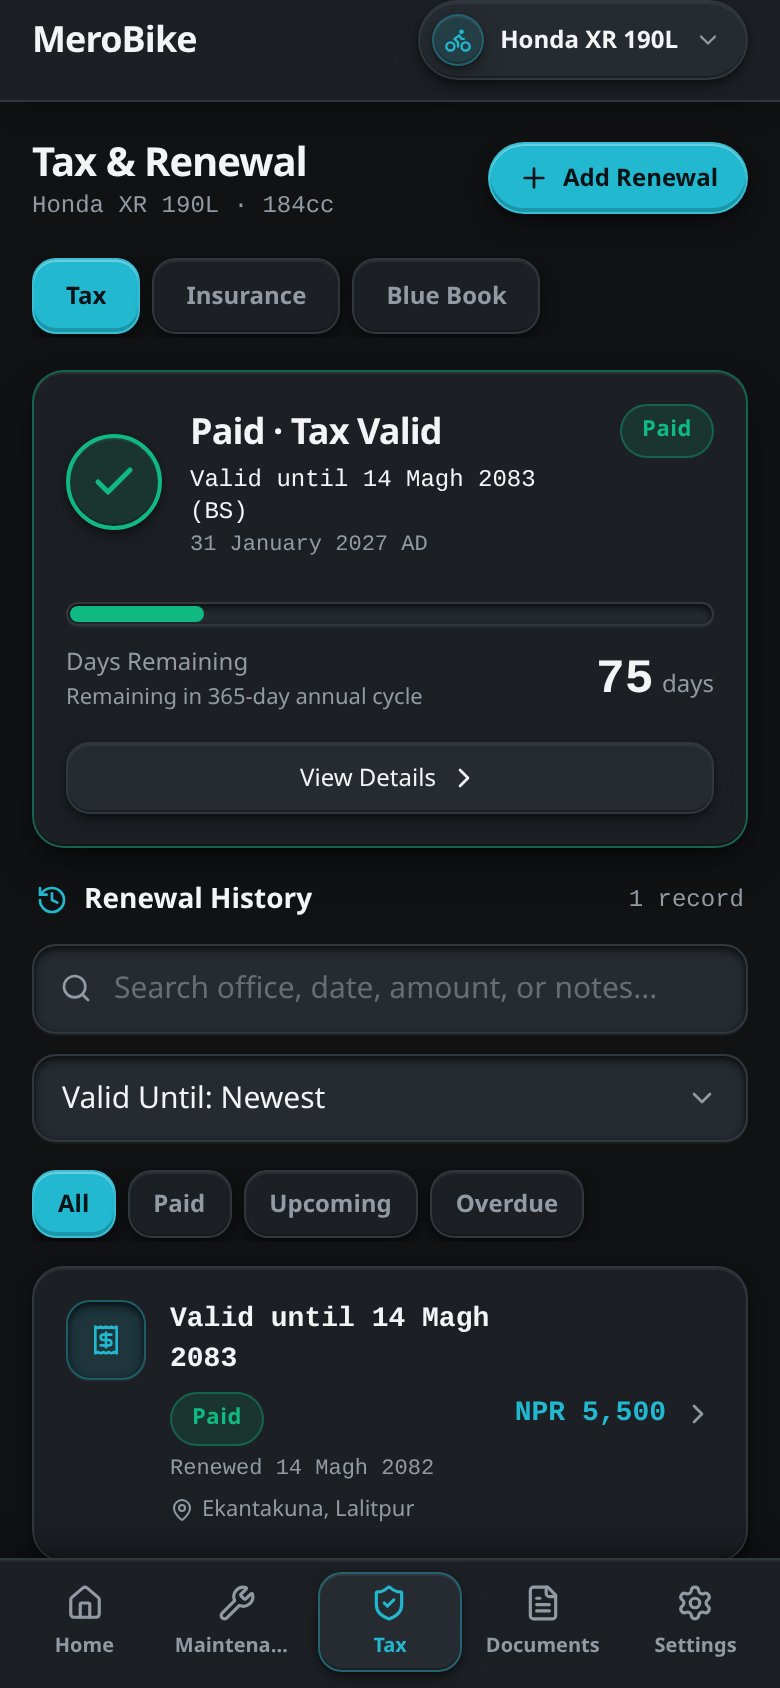 MeroBike
Honda XR 190L
Tax & Renewal
Honda XR 190L · 184cc
Add Renewal
Tax
Insurance
Blue Book
Paid · Tax Valid
Paid
Valid until 14 Magh 2083
(BS)
31 January 2027 AD
Days Remaining
Remaining in 365-day annual cycle
75 days
View Details
Renewal History
1 record
Search office, date, amount, or notes...
Valid Until: Newest
All
Paid
Upcoming
Overdue
Valid until 14 Magh
2083
Paid
NPR 5,500
Renewed 14 Magh 2082
Ekantakuna, Lalitpur
Home
Maintena...
Tax
Documents
Settings